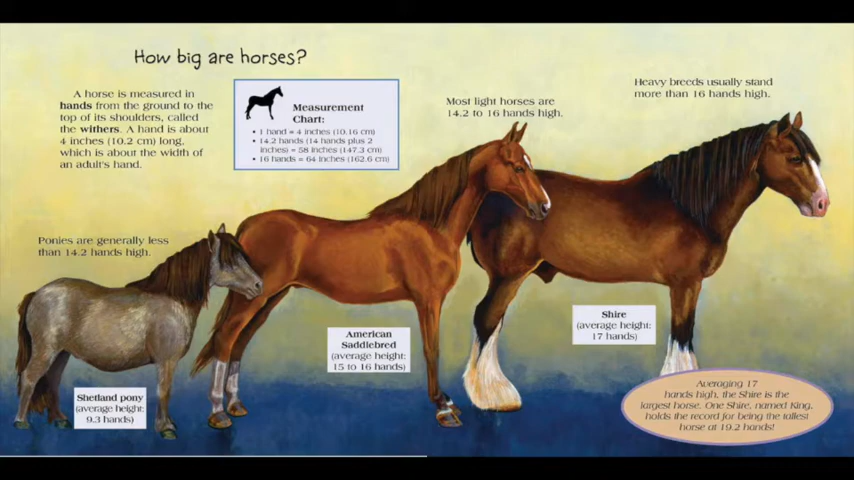 How big are horses?
A horse is measured in
hands from the ground to the
top of its shoulders, called
the withers. A hand is about
4 inches (10.2 cm) long,
which is about the width of
an adult's hand.
Measurement
Chart:
• 1 hand = 4 inches (10.16 cm)
• 14.2 hands (14 hands plus 2
inches) = 58 inches (147.3 cm)
• 16 hands = 64 inches (162.6 cm)
Most light horses are
14.2 to 16 hands high.
Heavy breeds usually stand
more than 16 hands high.
Ponies are generally less
than 14.2 hands high.
Shetland pony
(average height:
9.3 hands)
American
Saddlebred
(average height:
15 to 16 hands)
Shire
(average height:
17 hands)
Averaging 17
hands high, the Shire is the
largest horse. One Shire, named King,
holds the record for being the tallest
horse at 19.2 hands!